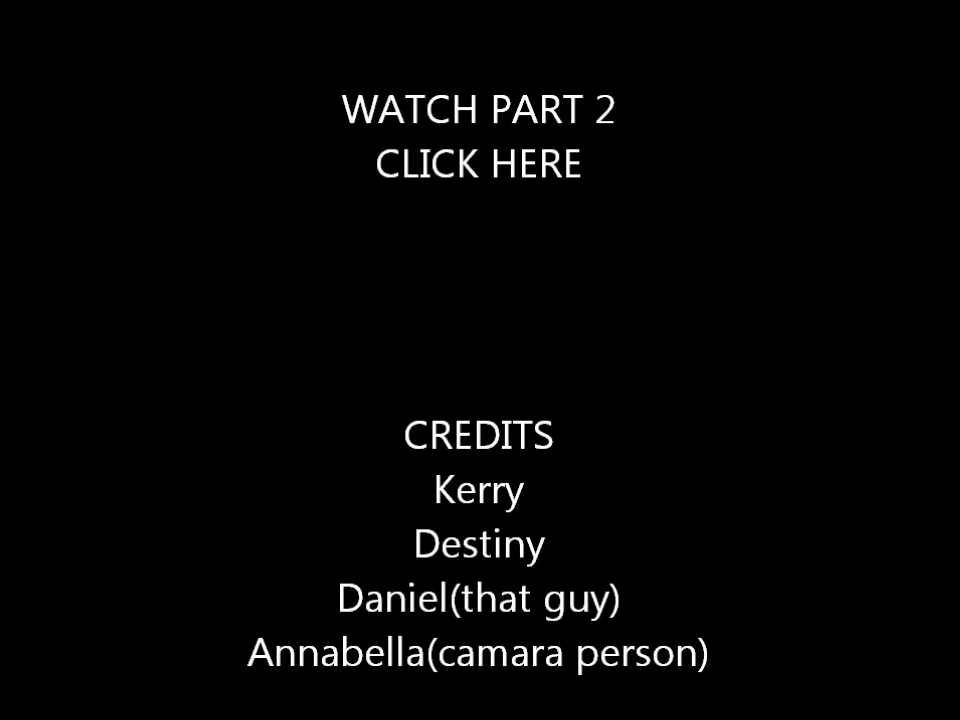 WATCH PART 2
CLICK HERE
CREDITS
Kerry
Destiny
Daniel(that guy)
Annabella(camara person)